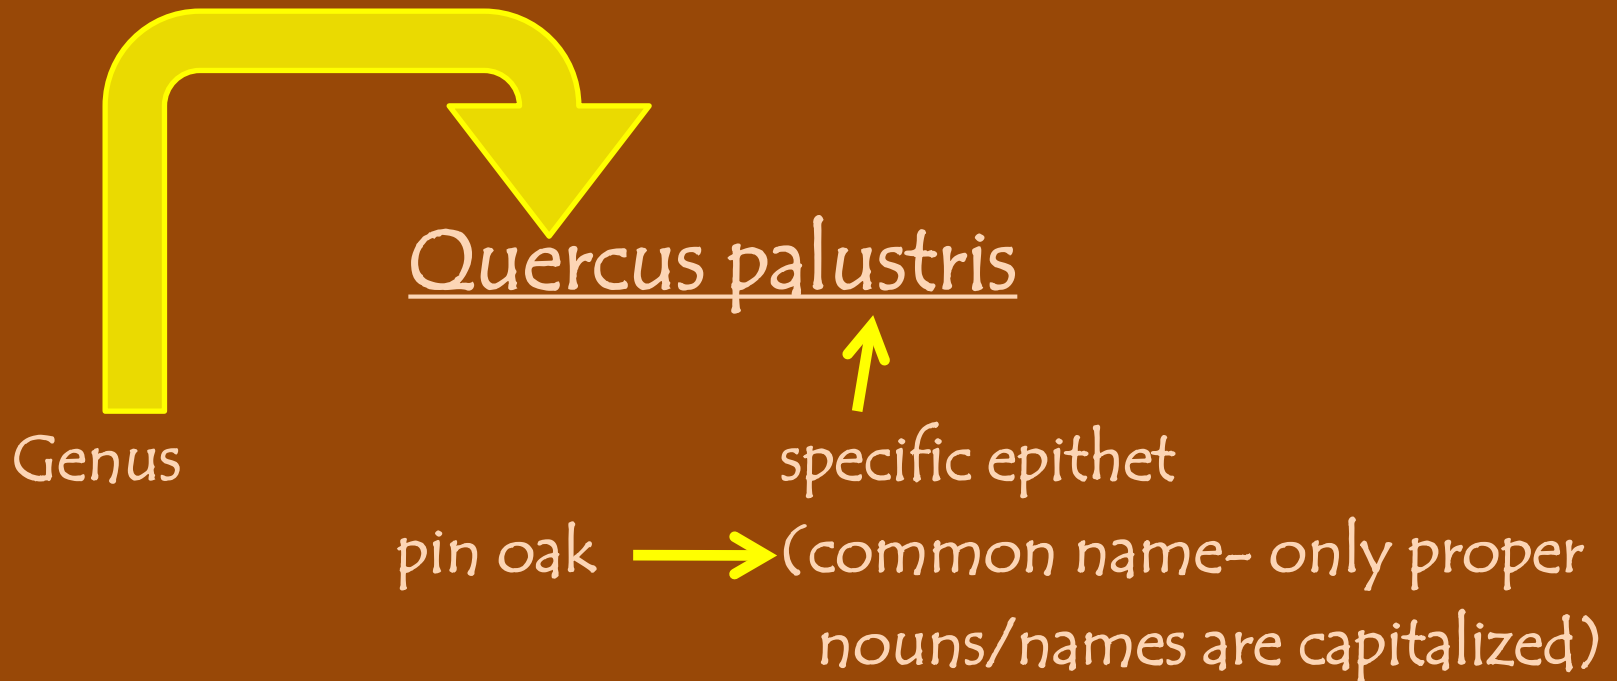 Quercus palustris
Genus
specific epithet
pin oak
(common name- only proper
nouns/names are capitalized)